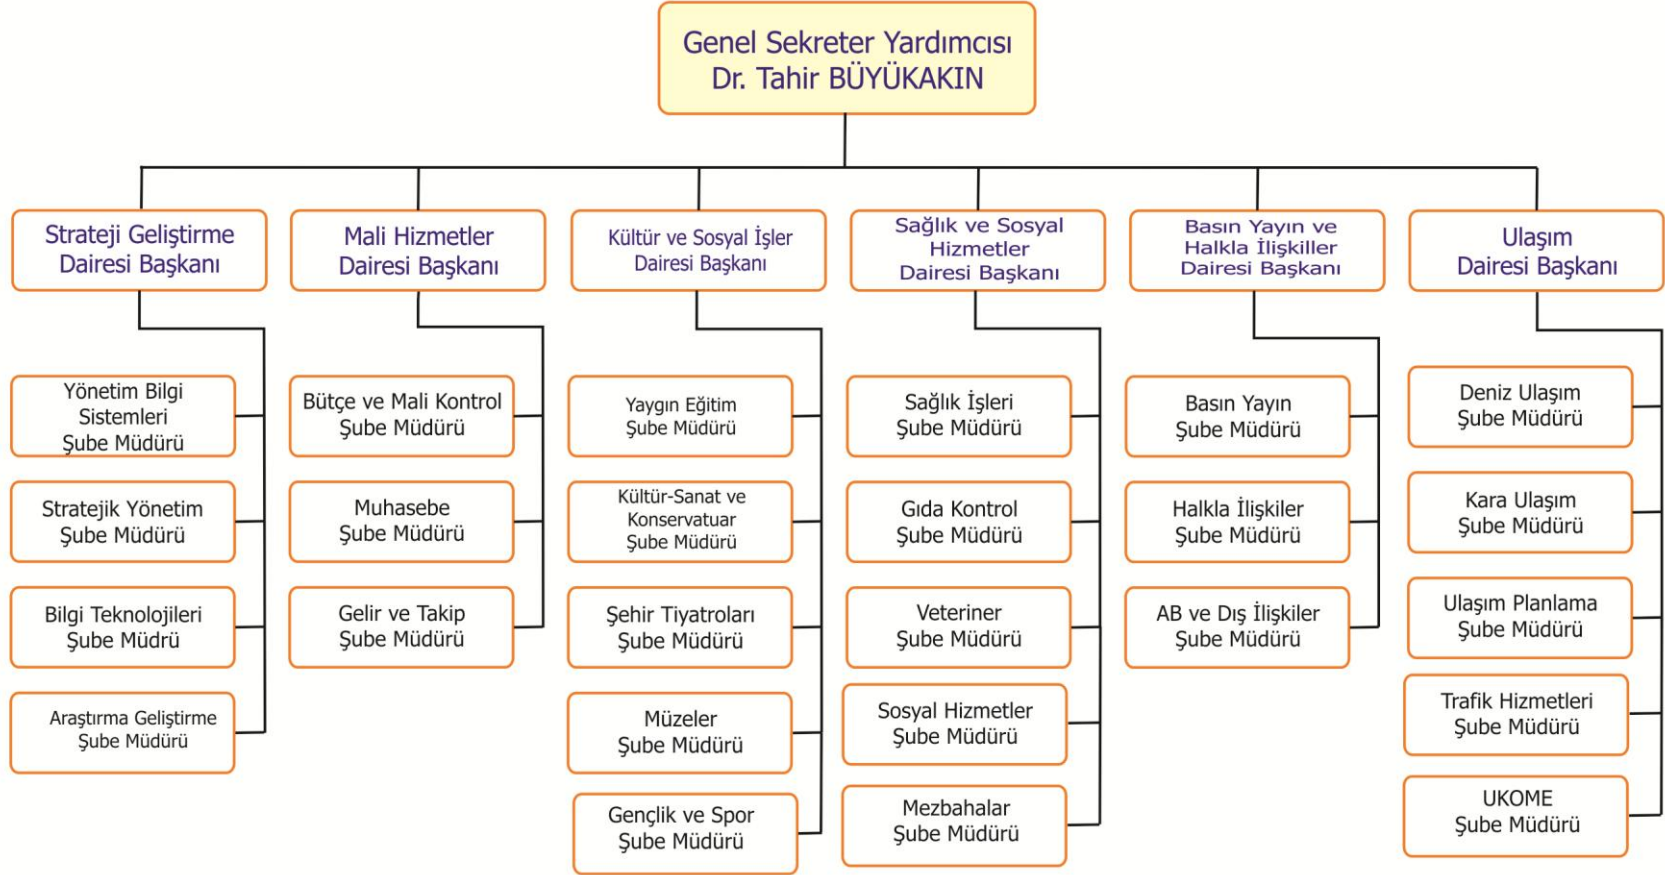 Genel Sekreter Yardımcısı
Dr. Tahir BÜYÜKAKIN
Strateji Geliştirme
Dairesi Başkanı
Mali Hizmetler
Dairesi Başkanı
Kültür ve Sosyal İşler
Dairesi Başkanı
Sağlık ve Sosyal
Hizmetler
Dairesi Başkanı
Basın Yayın ve
Halkla İlişkiller
Dairesi Başkanı
Ulaşım
Dairesi Başkanı
Yönetim Bilgi
Sistemleri
Şube Müdürü
Stratejik Yönetim
Şube Müdürü
Bilgi Teknolojileri
Şube Müdrü
Araştırma Geliştirme
Şube Müdürü
Bütçe ve Mali Kontrol
Şube Müdürü
Muhasebe
Şube Müdürü
Gelir ve Takip
Şube Müdürü
Yaygın Eğitim
Şube Müdürü
Kültür-Sanat ve
Konservatuar
Şube Müdürü
Şehir Tiyatroları
Şube Müdürü
Müzeler
Şube Müdürü
Gençlik ve Spor
Şube Müdürü
Sağlık İşleri
Şube Müdürü
Gıda Kontrol
Şube Müdürü
Veteriner
Şube Müdürü
Sosyal Hizmetler
Şube Müdürü
Mezbahalar
Şube Müdürü
Basın Yayın
Şube Müdürü
Halkla İlişkiler
Şube Müdürü
AB ve Dış İlişkiler
Şube Müdürü
Deniz Ulaşım
Şube Müdürü
Kara Ulaşım
Şube Müdürü
Ulaşım Planlama
Şube Müdürü
Trafik Hizmetleri
Şube Müdürü
UKOME
Şube Müdürü